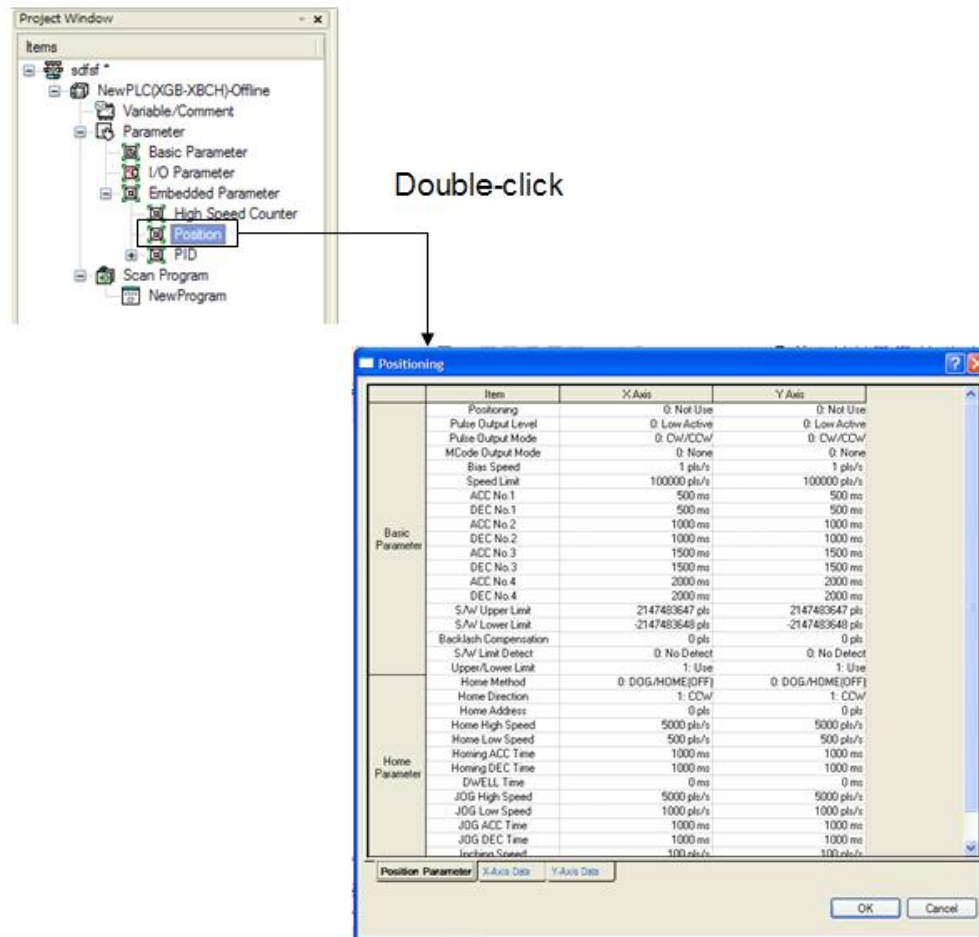 Project Window
Items
sdfsf *
NewPLC(XGB-XBCH)-Offline
Variable/Comment
Parameter
Basic Parameter
I/O Parameter
Embedded Parameter
High Speed Counter
Position
PID
Scan Program
NewProgram
Double-click
Positioning
Item X Axis Y Axis
Basic Parameter
Positioning 0: Not Use 0: Not Use
Pulse Output Level 0: Low Active 0: Low Active
Pulse Output Mode 0: CW/CCW 0: CW/CCW
MCode Output Mode 0: None 0: None
Bias Speed 1 pls/s 1 pls/s
Speed Limit 100000 pls/s 100000 pls/s
ACC No.1 500 ms 500 ms
DEC No.1 500 ms 500 ms
ACC No.2 1000 ms 1000 ms
DEC No.2 1000 ms 1000 ms
ACC No.3 1500 ms 1500 ms
DEC No.3 1500 ms 1500 ms
ACC No.4 2000 ms 2000 ms
DEC No.4 2000 ms 2000 ms
S/W Upper Limit 2147483647 pls 2147483647 pls
S/W Lower Limit -2147483648 pls -2147483648 pls
Backlash Compensation 0 pls 0 pls
S/W Limit Detect 0: No Detect 0: No Detect
Upper/Lower Limit 1: Use 1: Use
Home Parameter
Home Method 0: DOG/HOME(OFF) 0: DOG/HOME(OFF)
Home Direction 1: CCW 1: CCW
Home Address 0 pls 0 pls
Home High Speed 5000 pls/s 5000 pls/s
Home Low Speed 500 pls/s 500 pls/s
Homing ACC Time 1000 ms 1000 ms
Homing DEC Time 1000 ms 1000 ms
DWELL Time 0 ms 0 ms
JOG High Speed 5000 pls/s 5000 pls/s
JOG Low Speed 1000 pls/s 1000 pls/s
JOG ACC Time 1000 ms 1000 ms
JOG DEC Time 1000 ms 1000 ms
Inching Speed 100 pls/s 100 pls/s
Position Parameter X-Axis Data Y-Axis Data
OK Cancel